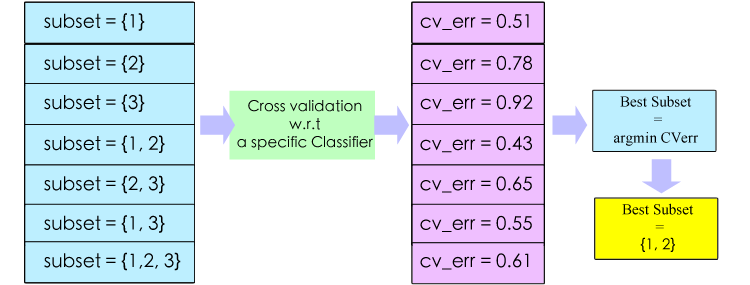 subset = {1}
subset = {2}
subset = {3}
subset = {1, 2}
subset = {2, 3}
subset = {1, 3}
subset = {1,2, 3}
Cross validation
w.r.t
a specific Classifier
cv_err = 0.51
cv_err = 0.78
cv_err = 0.92
cv_err = 0.43
cv_err = 0.65
cv_err = 0.55
cv_err = 0.61
Best Subset
=
argmin CVerr
Best Subset
=
{1, 2}